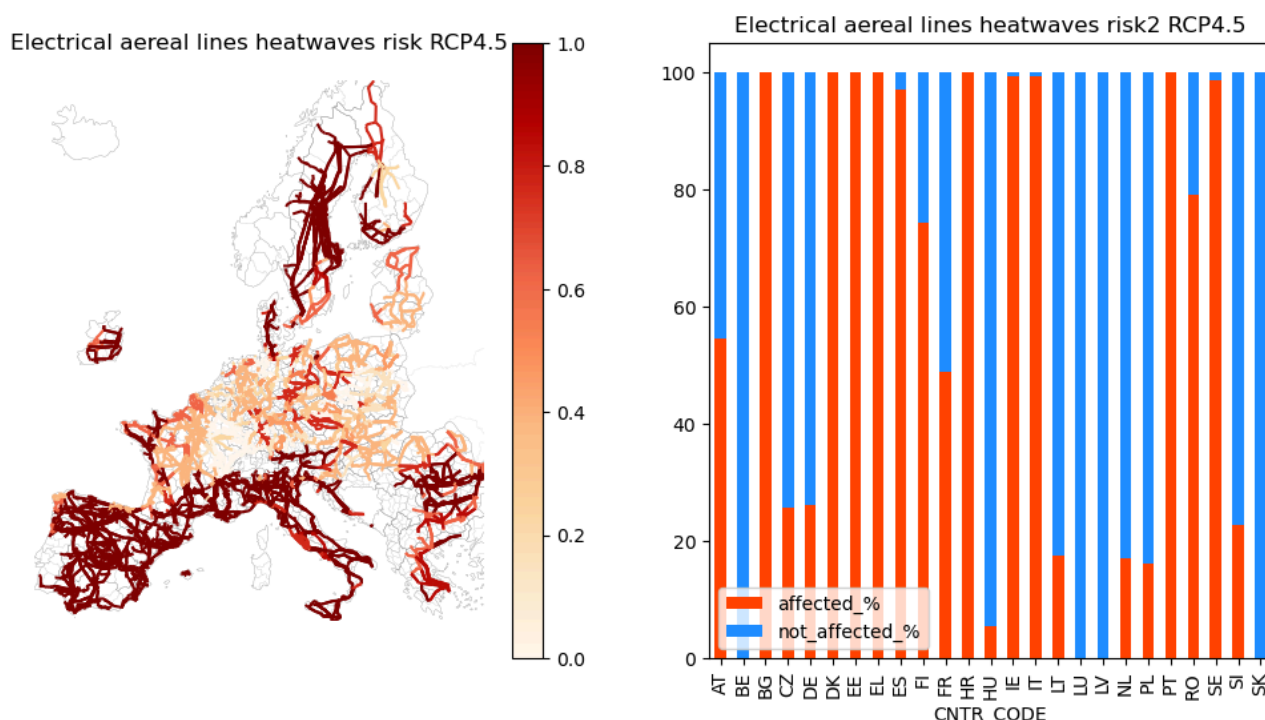 Electrical aereal lines heatwaves risk RCP4.5
1.0
0.8
0.6
0.4
0.2
0.0
Electrical aereal lines heatwaves risk2 RCP4.5
100
80
60
40
20
0
affected_%
not_affected_%
AT BE BG CZ DE DK EE EL ES FI FR HR HU IE IT LT LU LV NL PL PT RO SE SI SK
CNTR_CODE